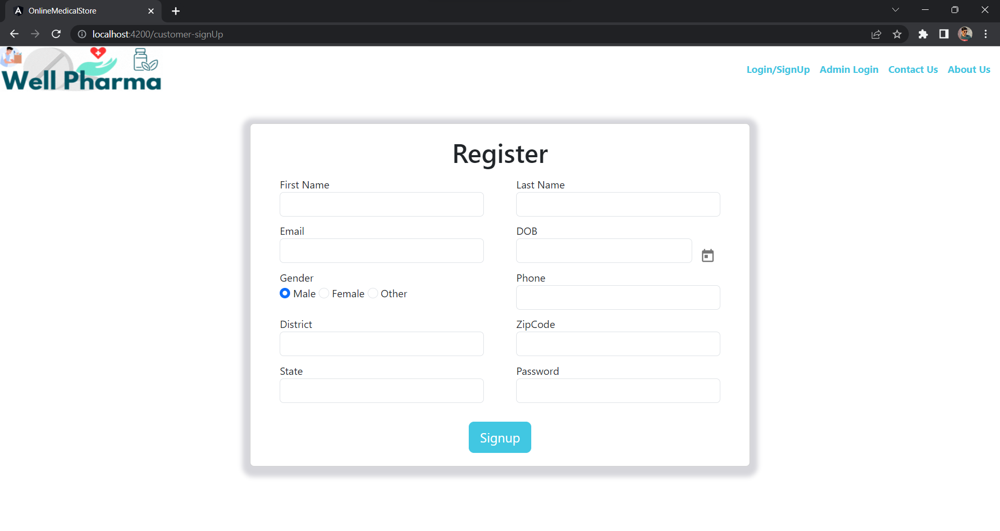 OnlineMedicalStore
localhost:4200/customer-signUp
Well Pharma
Login/SignUp Admin Login Contact Us About Us
Register
First Name Last Name
Email DOB
Gender Phone
Male Female Other
District ZipCode
State Password
Signup